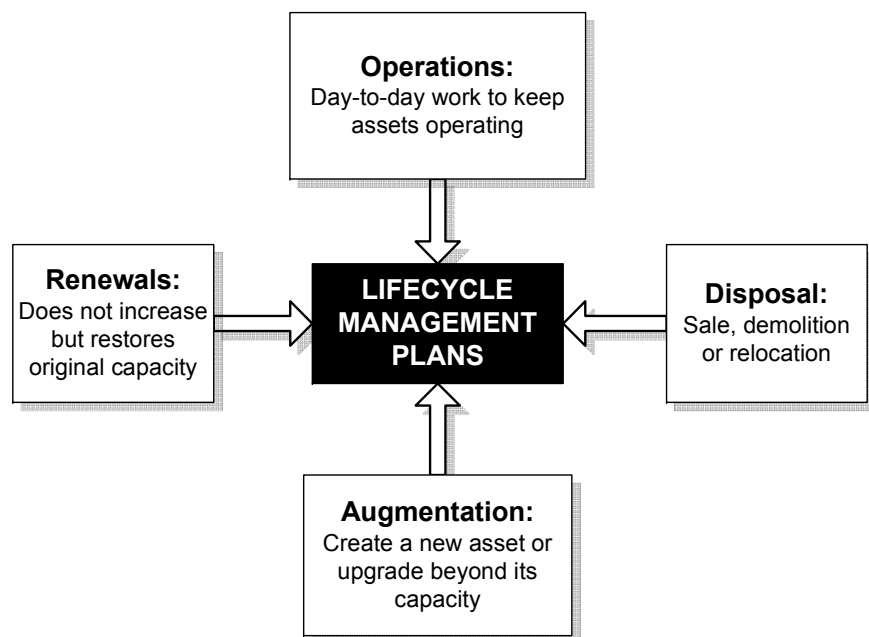 Operations:
Day-to-day work to keep
assets operating
Renewals:
Does not increase
but restores
original capacity
LIFECYCLE
MANAGEMENT
PLANS
Disposal:
Sale, demolition
or relocation
Augmentation:
Create a new asset or
upgrade beyond its
capacity